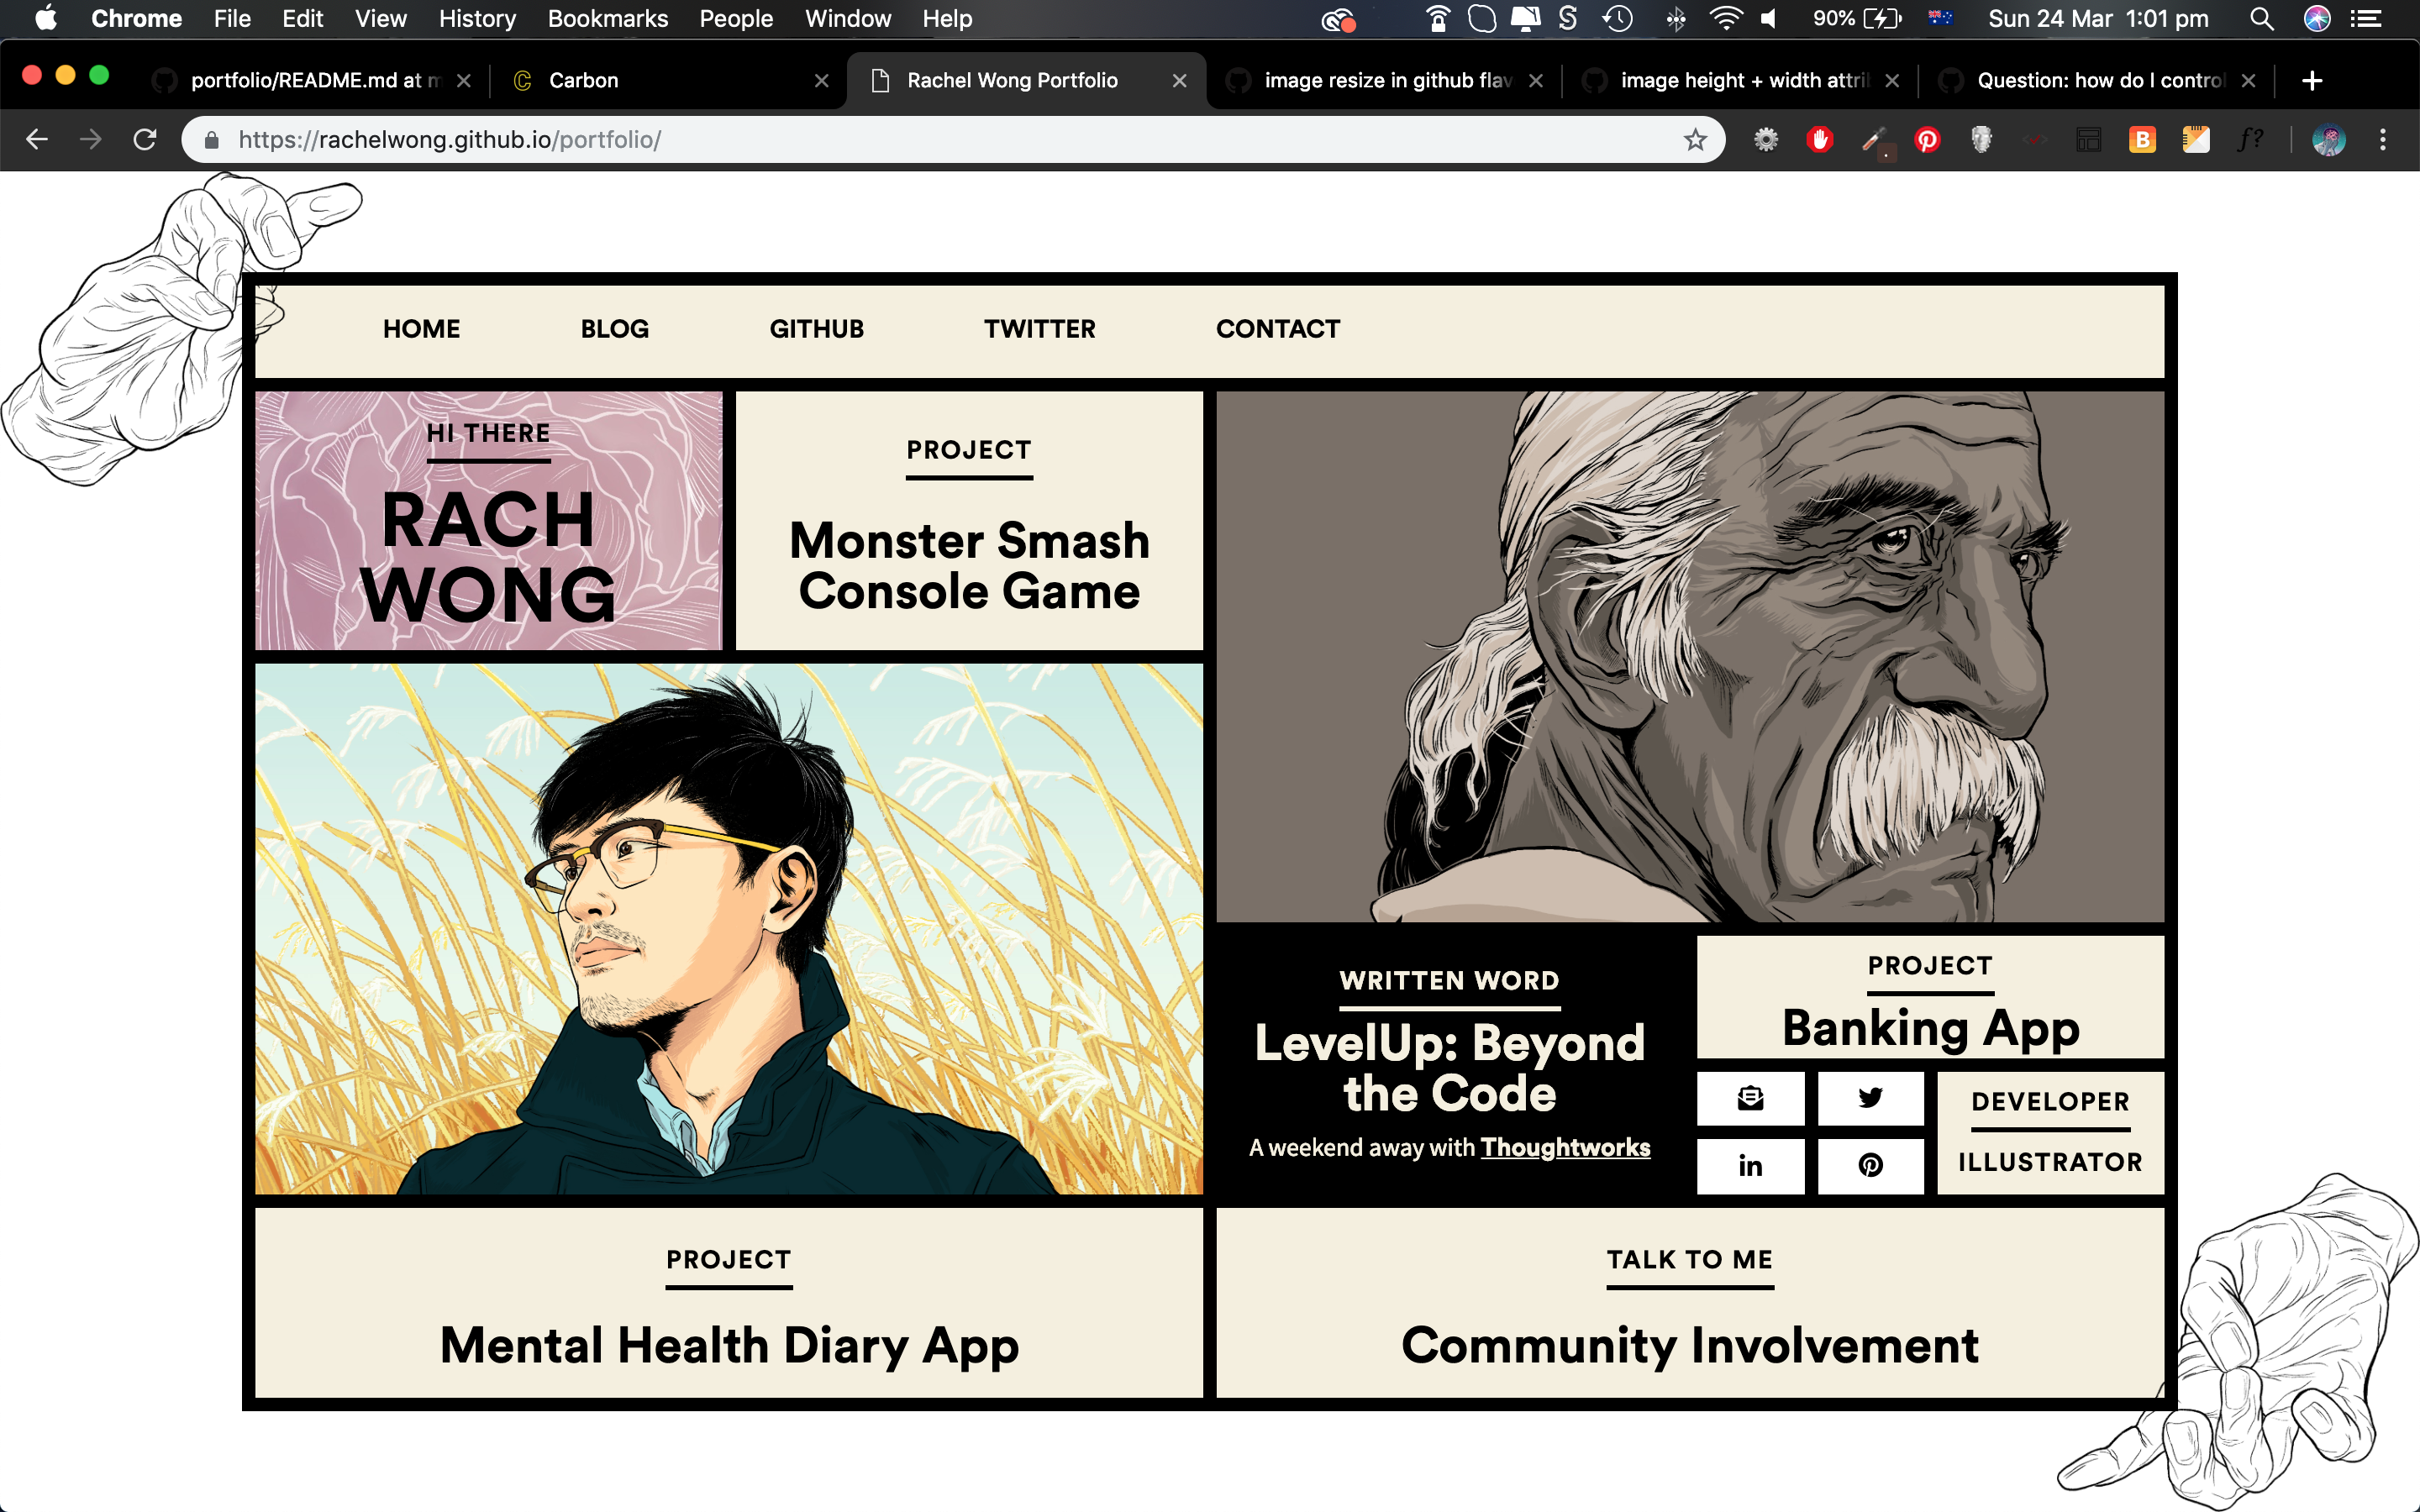 Chrome File Edit View History Bookmarks People Window Help 90% Sun 24 Mar 1:01 pm
portfolio/README.md at m Carbon Rachel Wong Portfolio image resize in github flav image height + width attri Question: how do I control
https://rachelwong.github.io/portfolio/
HOME BLOG GITHUB TWITTER CONTACT
HI THERE
RACH
WONG
PROJECT
Monster Smash
Console Game
WRITTEN WORD
LevelUp: Beyond
the Code
A weekend away with Thoughtworks
PROJECT
Banking App
DEVELOPER
ILLUSTRATOR
PROJECT
Mental Health Diary App
TALK TO ME
Community Involvement